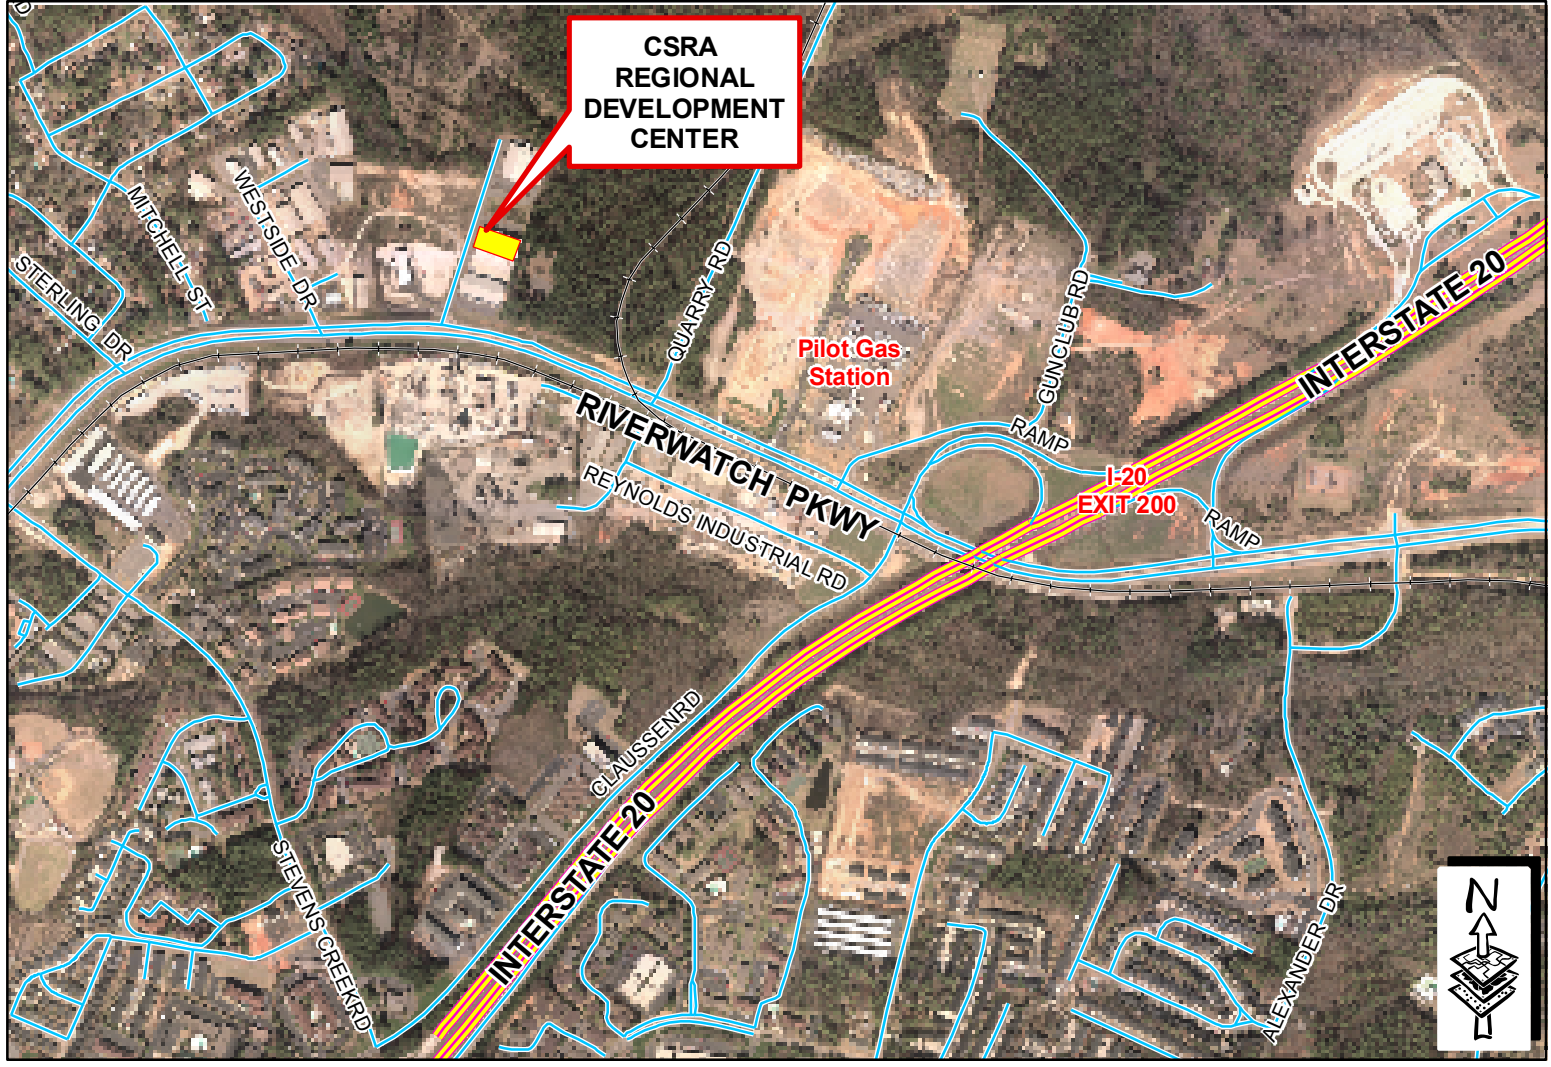 D
CSRA
REGIONAL
DEVELOPMENT
CENTER
MITCHELL ST
WESTSIDE DR
STERLING DR
QUARRY RD
GUNCLUB RD
INTERSTATE 20
Pilot Gas
Station
RIVERWATCH PKWY
RAMP
I-20
EXIT 200
RAMP
REYNOLDS INDUSTRIAL RD
CLAUSSENRD
INTERSTATE 20
STEVENS CREEKRD
ALEXANDER DR
N